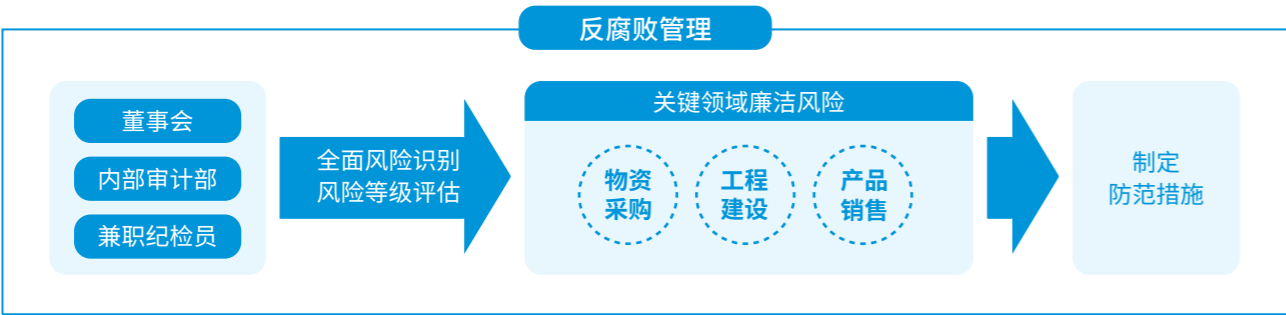 反腐败管理
董事会
内部审计部
兼职纪检员
全面风险识别
风险等级评估
关键领域廉洁风险
物资
采购
工程
建设
产品
销售
制定
防范措施